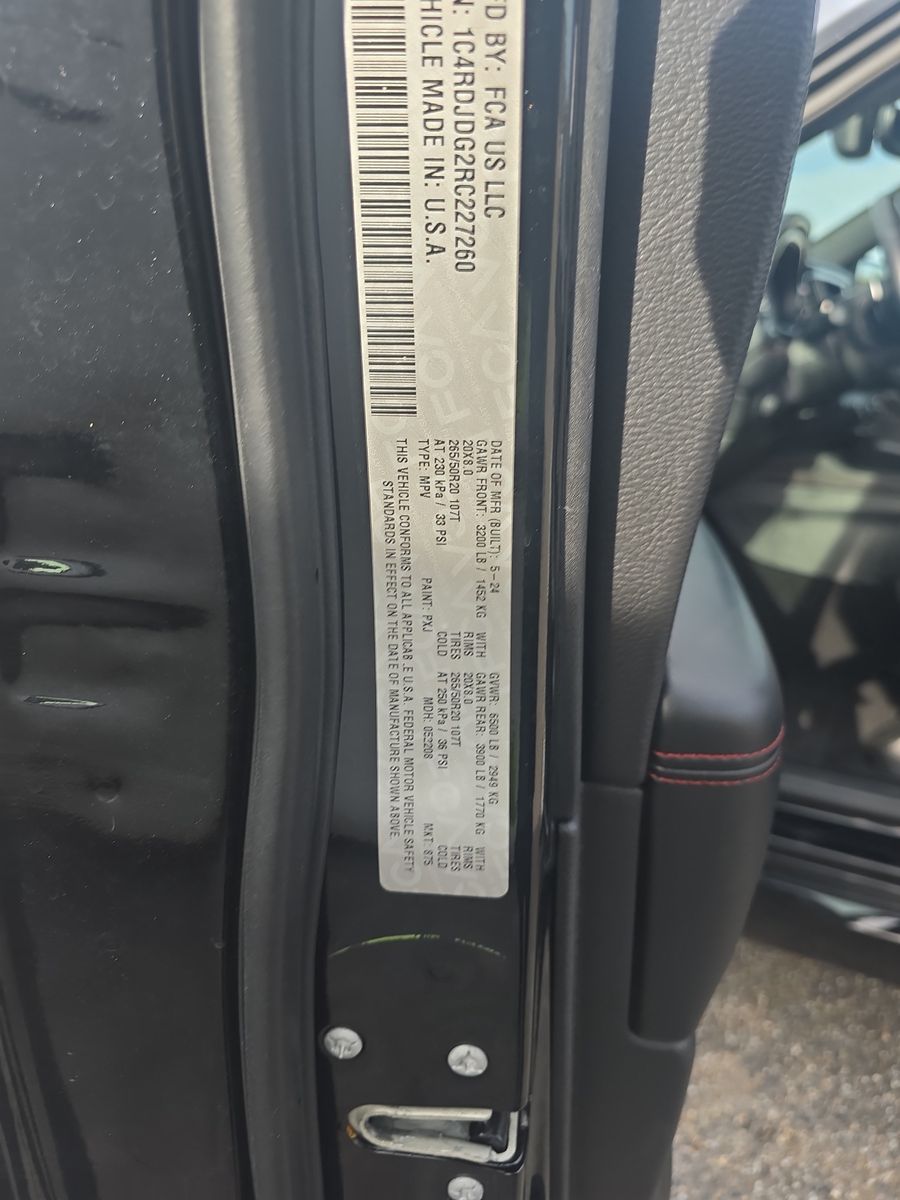 FD BY: FCA US LLC
N: 1C4RDJDG2RC227260
EHICLE MADE IN: U.S.A.
DATE OF MFR (BUILT): 5-24 GVWR: 6500 LB / 2949 KG
GAWR FRONT: 3200 LB / 1452 KG WITH GAWR REAR: 3900 LB / 1770 KG WITH
20X8.0 RIMS 20X8.0 RIMS
265/50R20 107T TIRES 265/50R20 107T TIRES
AT 230 kPa / 33 PSI COLD AT 250 kPa / 36 PSI COLD
TYPE: MPV PAINT: PXJ MDH: 052208 MKT: 875
THIS VEHICLE CONFORMS TO ALL APPLICABLE U.S.A. FEDERAL MOTOR VEHICLE SAFETY
STANDARDS IN EFFECT ON THE DATE OF MANUFACTURE SHOWN ABOVE.